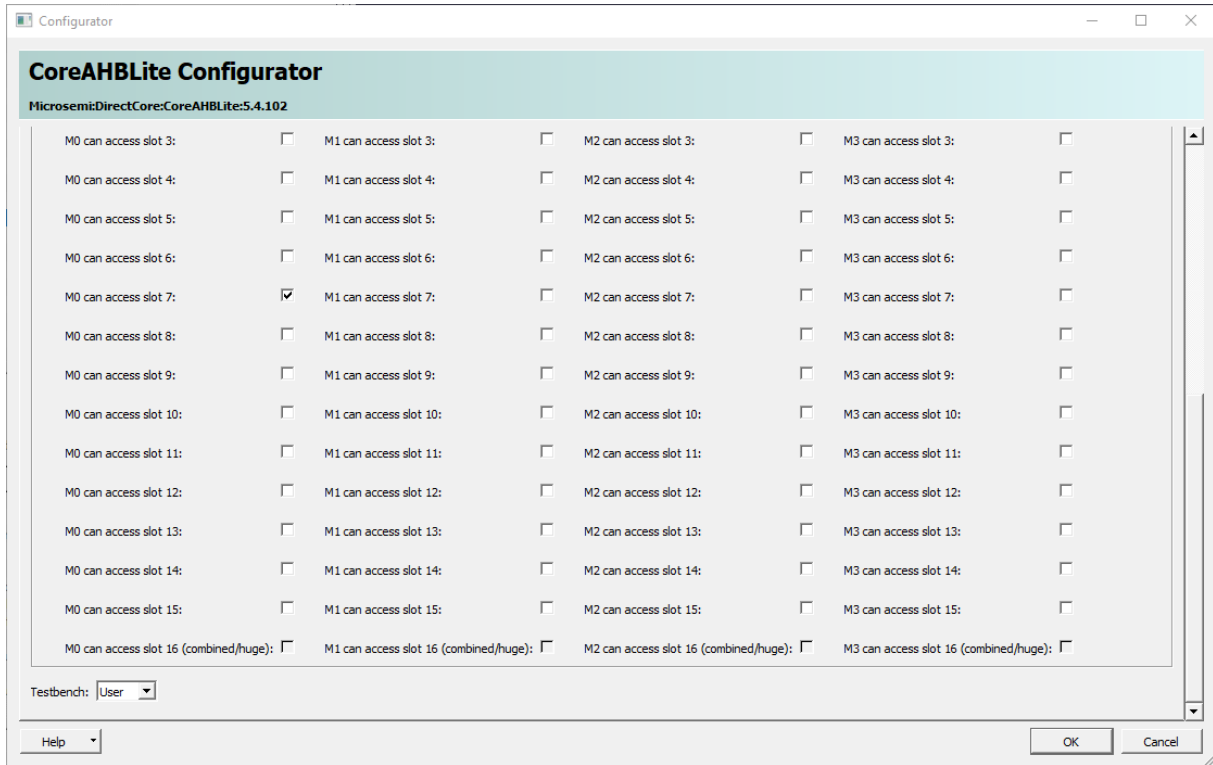 Configurator
CoreAHBLite Configurator
Microsemi:DirectCore:CoreAHBLite:5.4.102
M0 can access slot 3: M1 can access slot 3: M2 can access slot 3: M3 can access slot 3:
M0 can access slot 4: M1 can access slot 4: M2 can access slot 4: M3 can access slot 4:
M0 can access slot 5: M1 can access slot 5: M2 can access slot 5: M3 can access slot 5:
M0 can access slot 6: M1 can access slot 6: M2 can access slot 6: M3 can access slot 6:
M0 can access slot 7: M1 can access slot 7: M2 can access slot 7: M3 can access slot 7:
M0 can access slot 8: M1 can access slot 8: M2 can access slot 8: M3 can access slot 8:
M0 can access slot 9: M1 can access slot 9: M2 can access slot 9: M3 can access slot 9:
M0 can access slot 10: M1 can access slot 10: M2 can access slot 10: M3 can access slot 10:
M0 can access slot 11: M1 can access slot 11: M2 can access slot 11: M3 can access slot 11:
M0 can access slot 12: M1 can access slot 12: M2 can access slot 12: M3 can access slot 12:
M0 can access slot 13: M1 can access slot 13: M2 can access slot 13: M3 can access slot 13:
M0 can access slot 14: M1 can access slot 14: M2 can access slot 14: M3 can access slot 14:
M0 can access slot 15: M1 can access slot 15: M2 can access slot 15: M3 can access slot 15:
M0 can access slot 16 (combined/huge): M1 can access slot 16 (combined/huge): M2 can access slot 16 (combined/huge): M3 can access slot 16 (combined/huge):
Testbench: User
Help OK Cancel